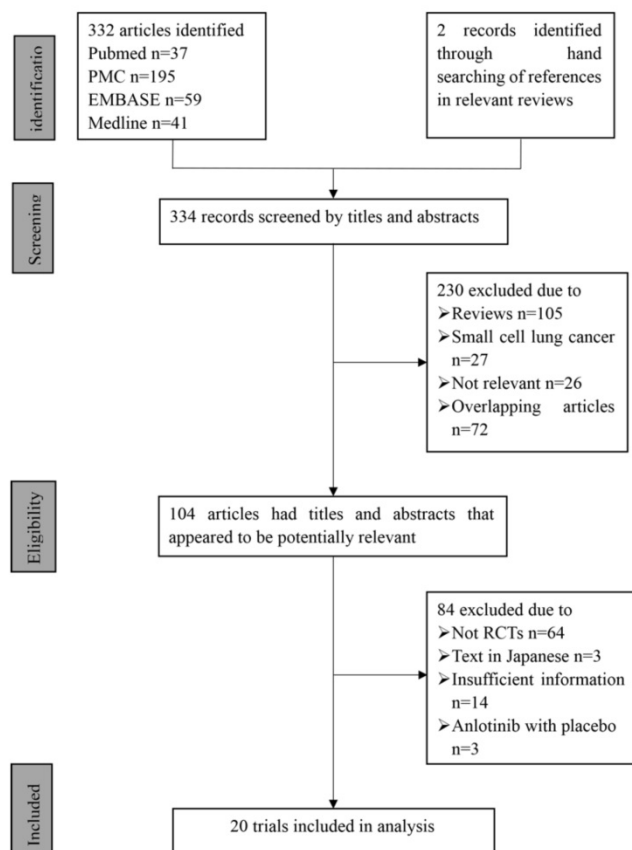 identificatio
332 articles identified
Pubmed n=37
PMC n=195
EMBASE n=59
Medline n=41
2 records identified
through hand
searching of references
in relevant reviews
Screening
334 records screened by titles and abstracts
230 excluded due to
➢Reviews n=105
➢Small cell lung cancer
n=27
➢Not relevant n=26
➢Overlapping articles
n=72
Eligibility
104 articles had titles and abstracts that
appeared to be potentially relevant
84 excluded due to
➢Not RCTs n=64
➢Text in Japanese n=3
➢Insufficient information
n=14
➢Anlotinib with placebo
n=3
Included
20 trials included in analysis